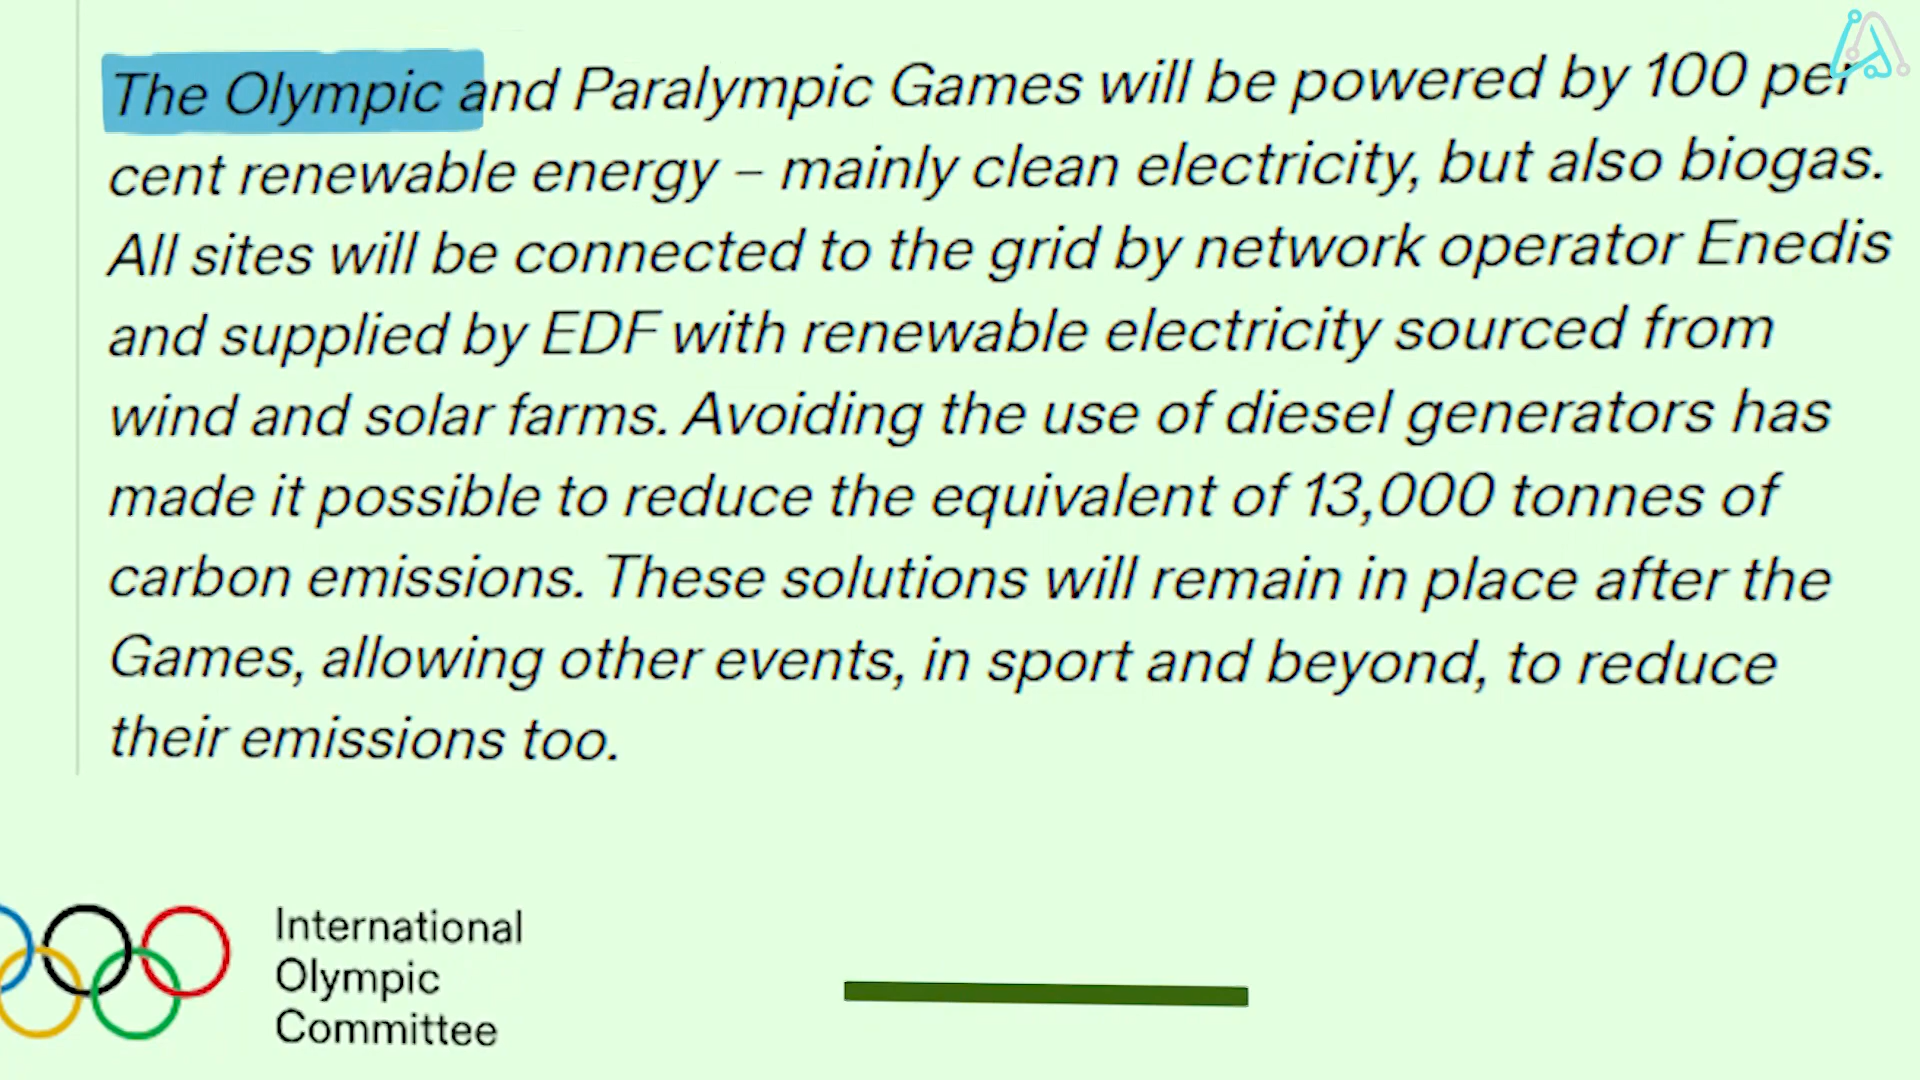 The Olympic and Paralympic Games will be powered by 100 per
cent renewable energy – mainly clean electricity, but also biogas.
All sites will be connected to the grid by network operator Enedis
and supplied by EDF with renewable electricity sourced from
wind and solar farms. Avoiding the use of diesel generators has
made it possible to reduce the equivalent of 13,000 tonnes of
carbon emissions. These solutions will remain in place after the
Games, allowing other events, in sport and beyond, to reduce
their emissions too.
International
Olympic
Committee